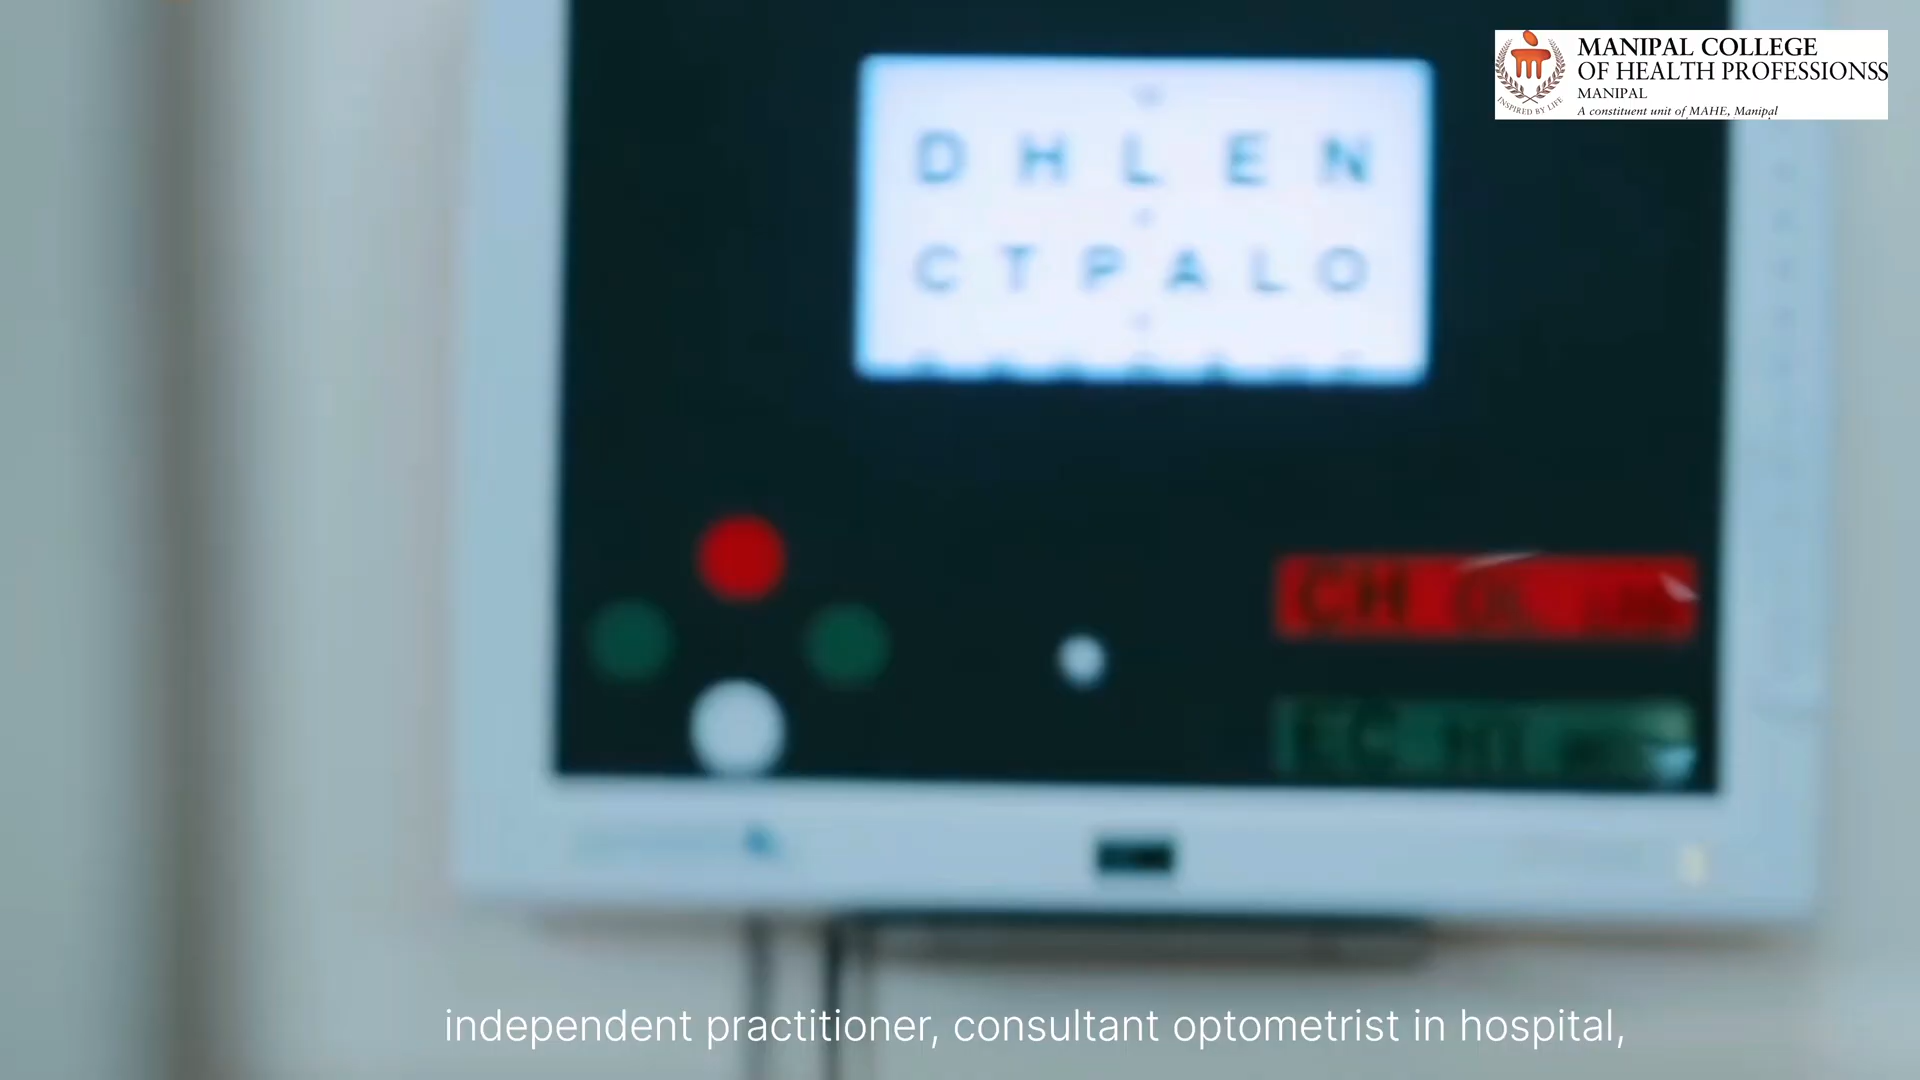 MANIPAL COLLEGE
OF HEALTH PROFESSIONSS
MANIPAL
A constituent unit of MAHE, Manipal
INSPIRED BY LIFE
D H L E N
C T P A L O
CH
independent practitioner, consultant optometrist in hospital,